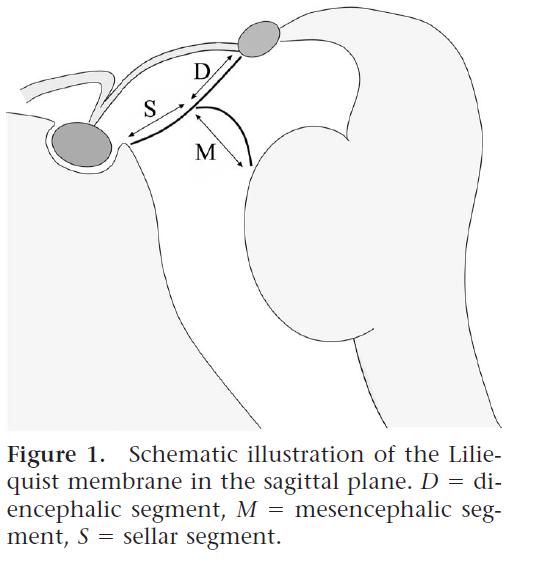 D
S
M
Figure 1. Schematic illustration of the Lilie-
quist membrane in the sagittal plane. D = di-
encephalic segment, M = mesencephalic seg-
ment, S = sellar segment.